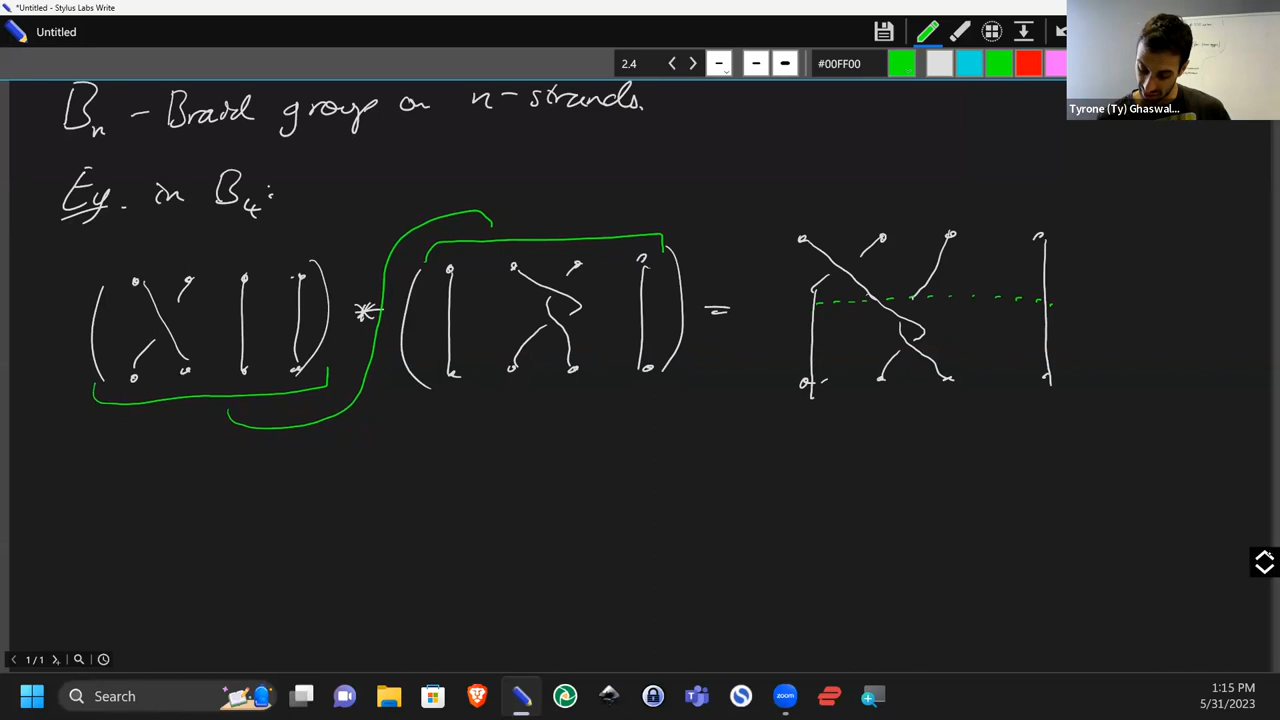 *Untitled - Stylus Labs Write
Untitled
2.4
#00FF00
Tyrone (Ty) Ghaswal...
Bn - Braid group on n-strands.
Eg. in B4:
( ) * ( ) =
1/1
Search
zoom
1:15 PM
5/31/2023